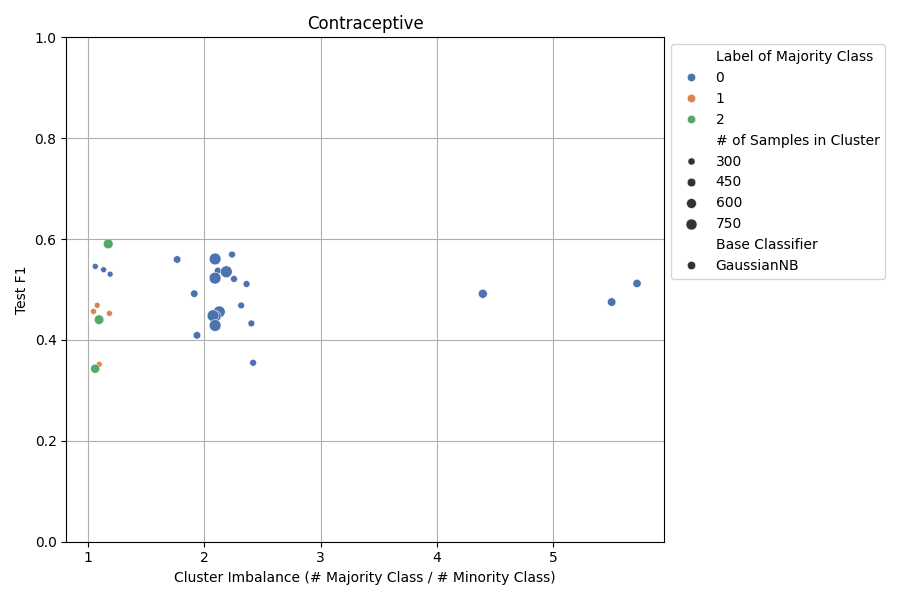 Contraceptive
Test F1
1.0
0.8
0.6
0.4
0.2
0.0
1
2
3
4
5
Cluster Imbalance (# Majority Class / # Minority Class)
Label of Majority Class
0
1
2
# of Samples in Cluster
300
450
600
750
Base Classifier
GaussianNB